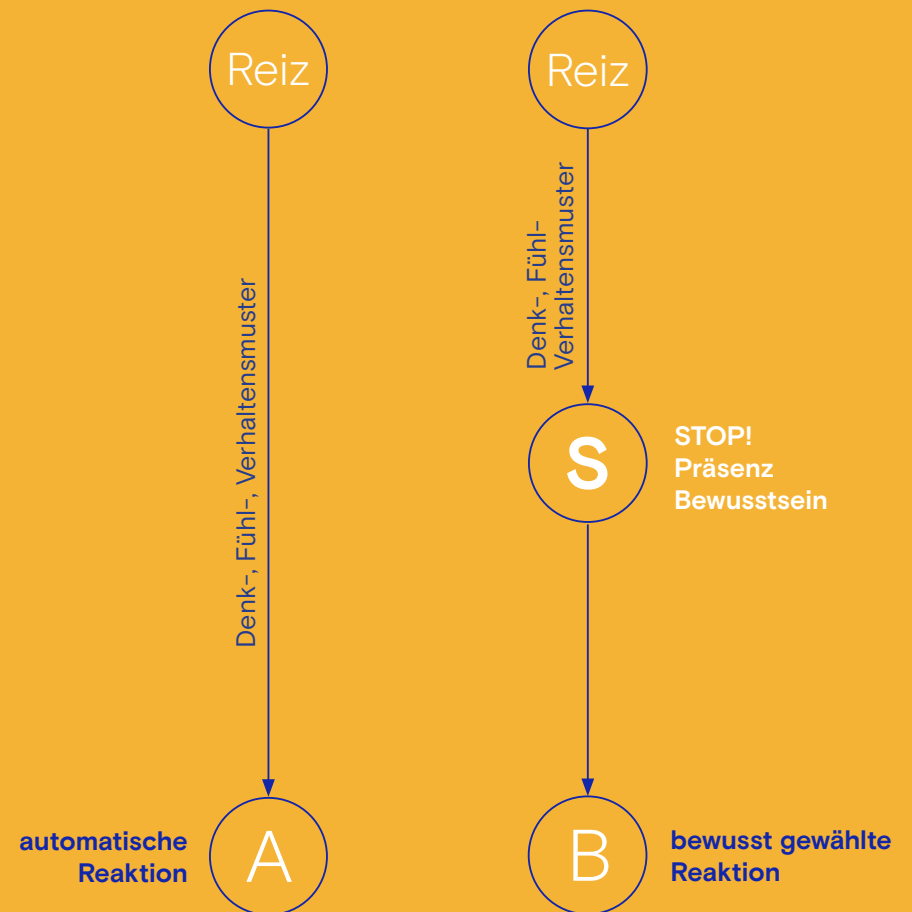 Reiz
Denk-, Fühl-, Verhaltensmuster
automatische
Reaktion
A
Reiz
Denk-, Fühl-
Verhaltensmuster
S
STOP!
Präsenz
Bewusstsein
B
bewusst gewählte
Reaktion